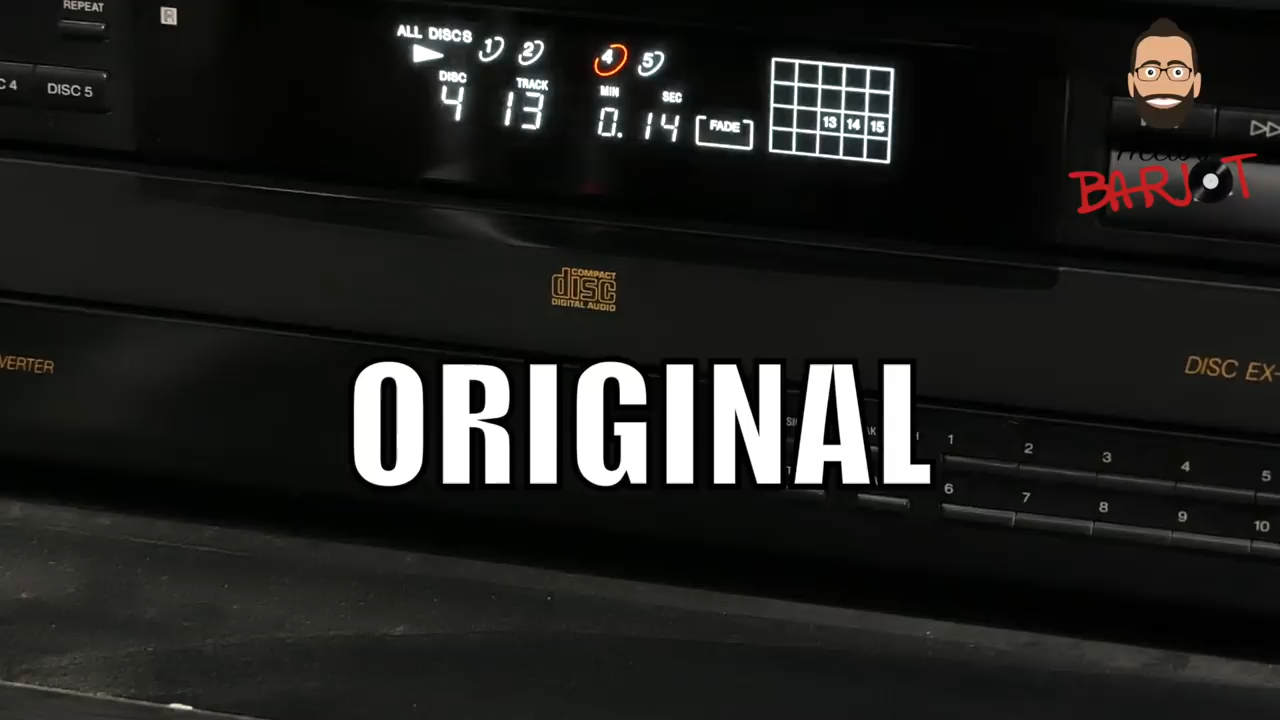 REPEAT
R
ALL DISCS
1 2 4 5
DISC TRACK MIN SEC
4 13 0.14
FADE
13 14 15
DISC 5
BARJOT
COMPACT
disc
DIGITAL AUDIO
VERTER
DISC EX-
ORIGINAL
1 2 3 4 5
6 7 8 9 10